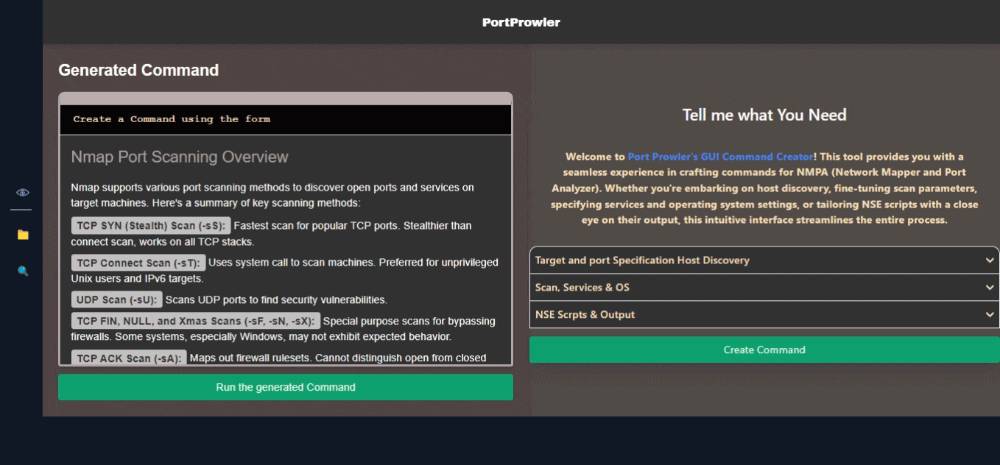 PortProwler
Generated Command
Create a Command using the form
Nmap Port Scanning Overview
Nmap supports various port scanning methods to discover open ports and services on
target machines. Here's a summary of key scanning methods:
TCP SYN (Stealth) Scan (-sS): Fastest scan for popular TCP ports. Stealthier than
connect scan, works on all TCP stacks.
TCP Connect Scan (-sT): Uses system call to scan machines. Preferred for unprivileged
Unix users and IPv6 targets.
UDP Scan (-sU): Scans UDP ports to find security vulnerabilities.
TCP FIN, NULL, and Xmas Scans (-sF, -sN, -sX): Special purpose scans for bypassing
firewalls. Some systems, especially Windows, may not exhibit expected behavior.
TCP ACK Scan (-sA): Maps out firewall rulesets. Cannot distinguish open from closed
Run the generated Command
Tell me what You Need
Welcome to Port Prowler's GUI Command Creator! This tool provides you with a
seamless experience in crafting commands for NMPA (Network Mapper and Port
Analyzer). Whether you're embarking on host discovery, fine-tuning scan parameters,
specifying services and operating system settings, or tailoring NSE scripts with a close
eye on their output, this intuitive interface streamlines the entire process.
Target and port Specification Host Discovery
Scan, Services & OS
NSE Scrpts & Output
Create Command